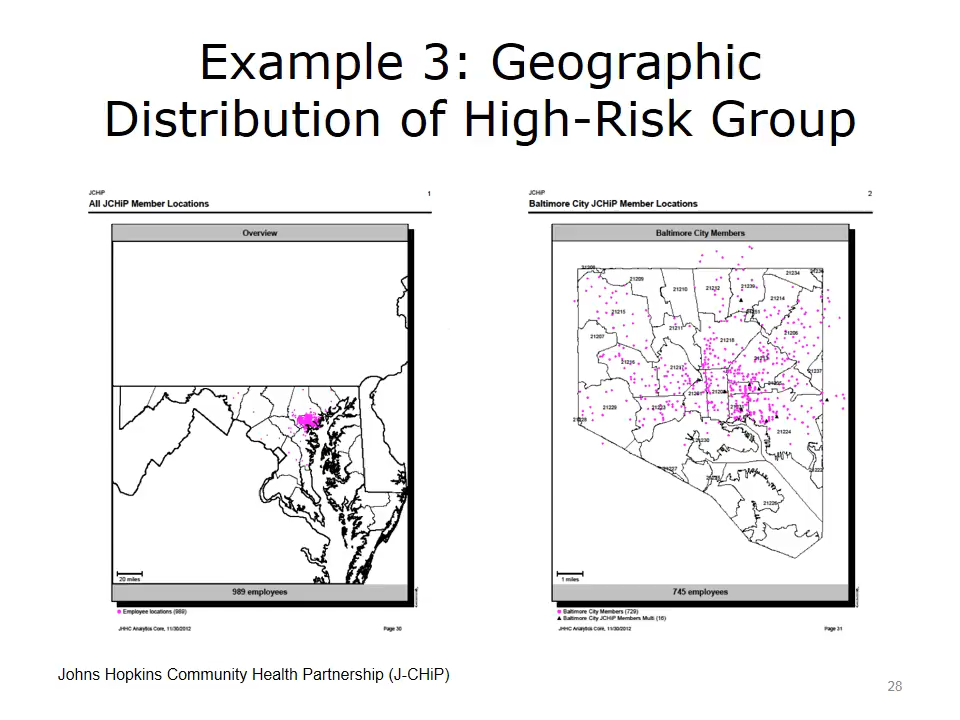 Example 3: Geographic
Distribution of High-Risk Group
JCHiP 1
All JCHiP Member Locations
Overview
20 miles
989 employees
Employee locations (989)
JHHC Analytics Core, 11/30/2012 Page 30
JCHiP 2
Baltimore City JCHiP Member Locations
Baltimore City Members
21209
21234
21210
21212
21239
21214
21215
21211
21206
21207
21218
21216
21237
21217
21229
21223
21224
21230
21226
1 miles
745 employees
Baltimore City Members (729)
Baltimore City JCHiP Members Multi (16)
JHHC Analytics Core, 11/30/2012 Page 31
Johns Hopkins Community Health Partnership (J-CHiP)
28